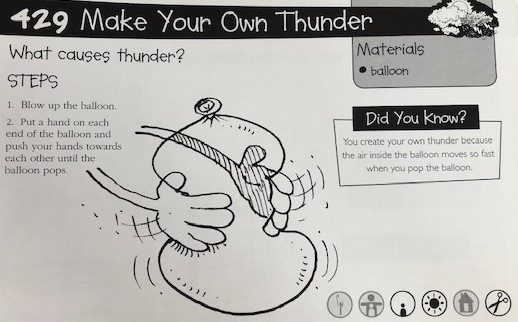 429 Make Your Own Thunder
What causes thunder?
STEPS
1. Blow up the balloon.
2. Put a hand on each
end of the balloon and
push your hands towards
each other until the
balloon pops.
Materials
● balloon
Did You Know?
You create your own thunder because
the air inside the balloon moves so fast
when you pop the balloon.